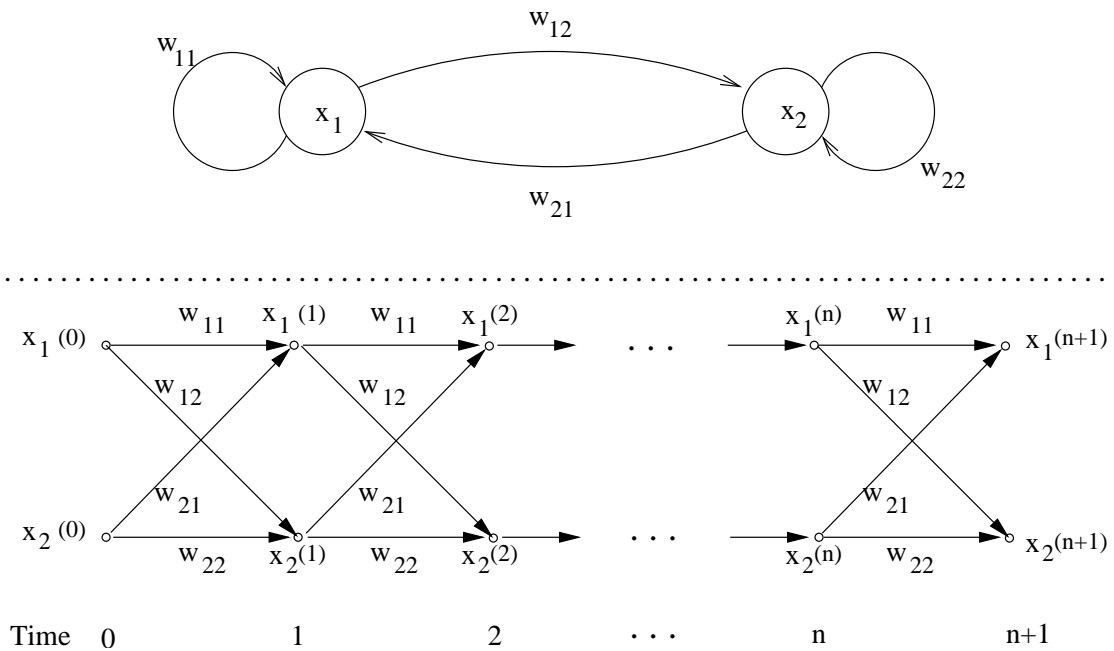 w12
w11
x1
x2
w22
w21
w11 x1(1) w11 x1(2) x1(n) w11
x1(0) . . . x1(n+1)
w12 w12 w12
w21 w21 w21
x2(0) . . . x2(n+1)
w22 x2(1) w22 x2(2) x2(n) w22
Time 0 1 2 . . . n n+1